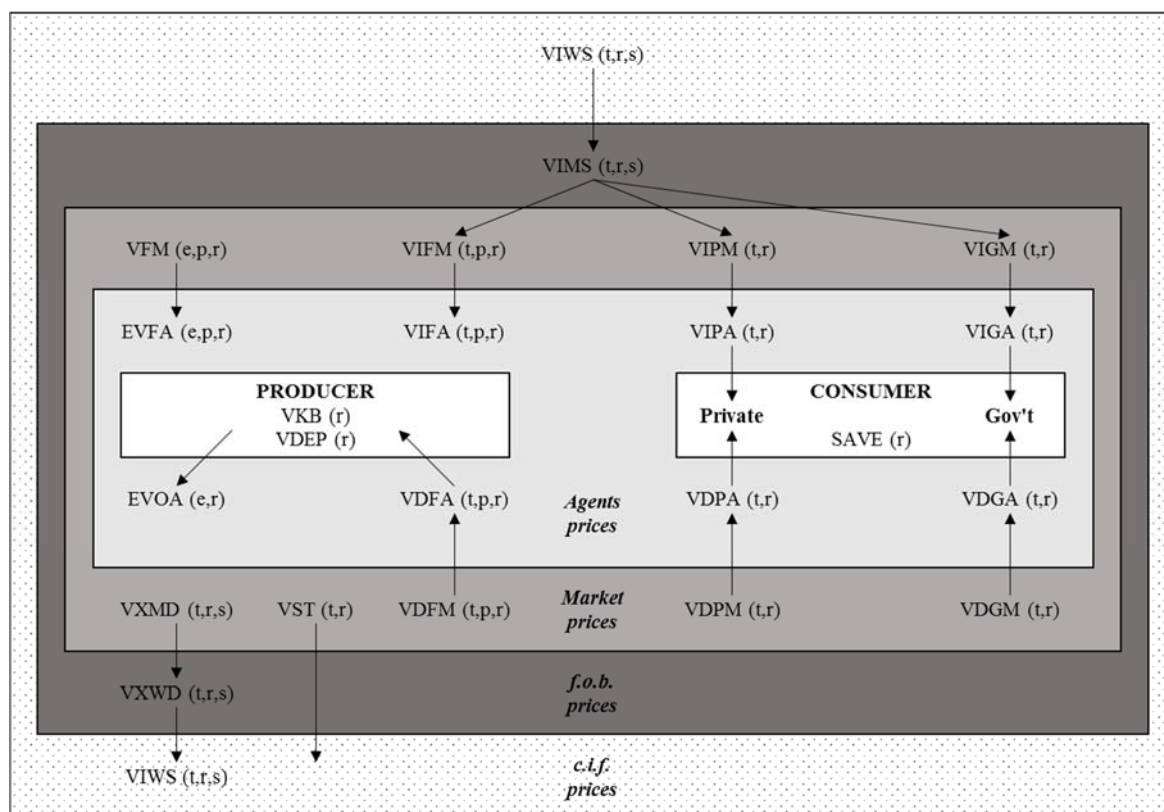 VIWS (t,r,s)
VIMS (t,r,s)
VFM (e,p,r) VIFM (t,p,r) VIPM (t,r) VIGM (t,r)
EVFA (e,p,r) VIFA (t,p,r) VIPA (t,r) VIGA (t,r)
PRODUCER CONSUMER
VKB (r) Private Gov't
VDEP (r) SAVE (r)
EVOA (e,r) VDFA (t,p,r) Agents VDPA (t,r) VDGA (t,r)
prices
VXMD (t,r,s) VST (t,r) VDFM (t,p,r) Market VDPM (t,r) VDGM (t,r)
prices
VXWD (t,r,s) f.o.b.
prices
VIWS (t,r,s) c.i.f.
prices